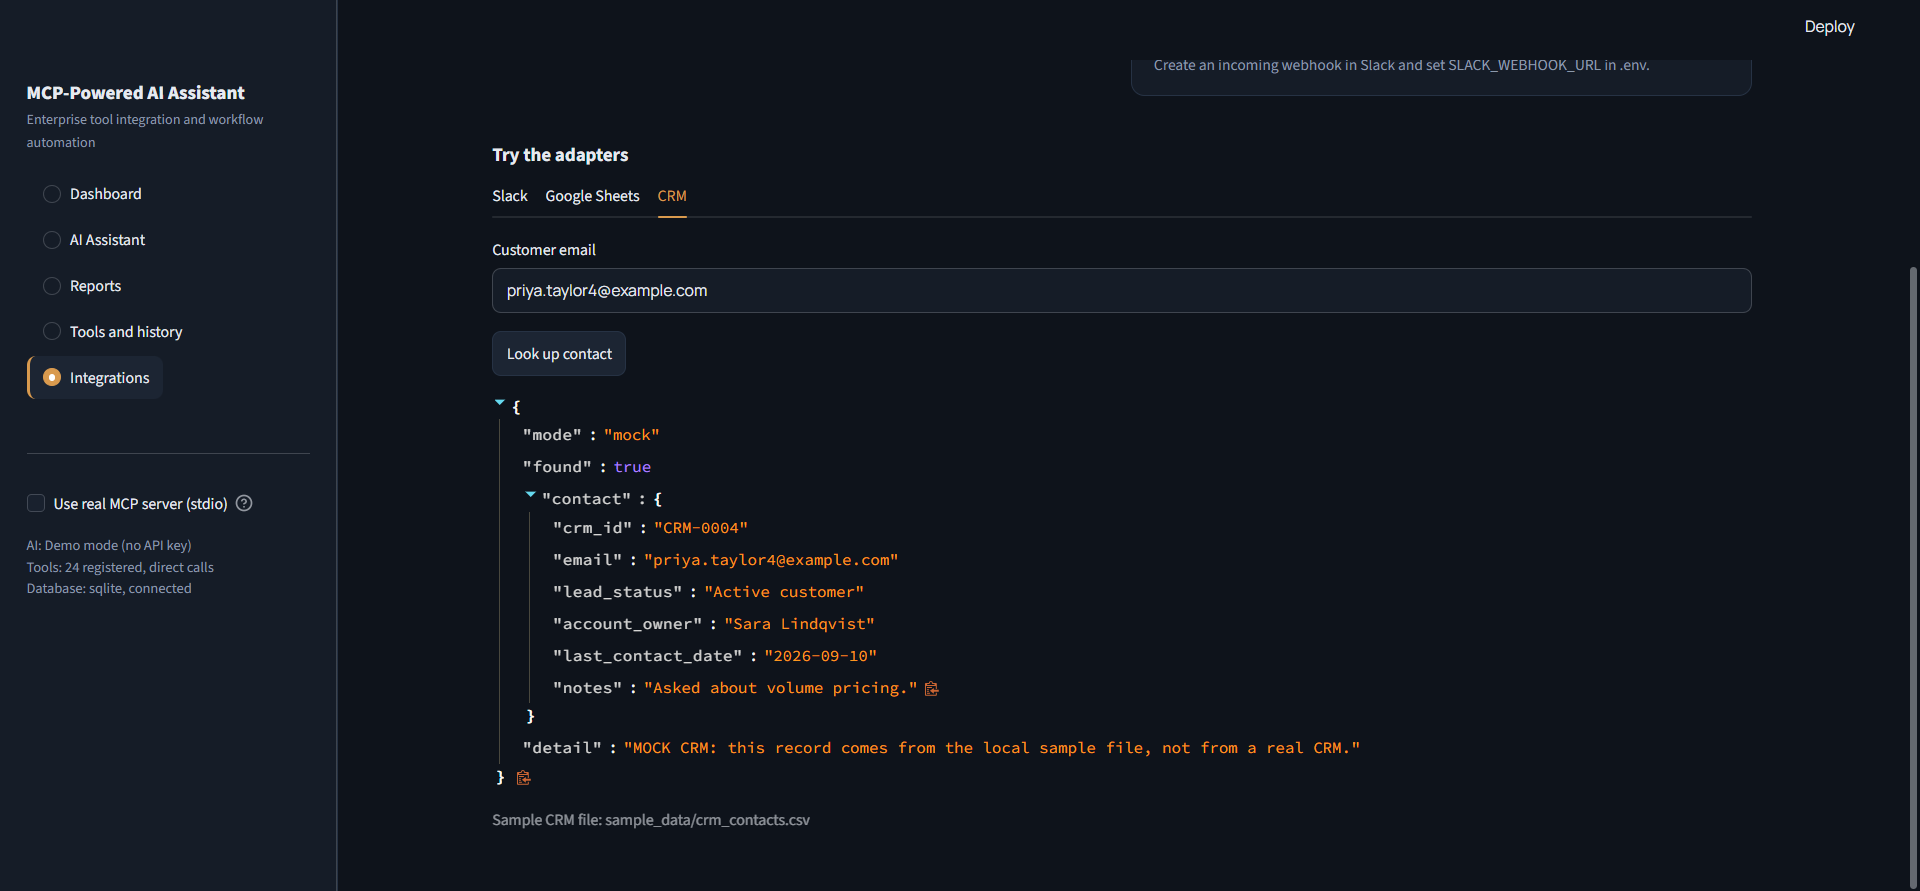 Deploy
MCP-Powered AI Assistant
Enterprise tool integration and workflow
automation
Dashboard
AI Assistant
Reports
Tools and history
Integrations
Use real MCP server (stdio)
AI: Demo mode (no API key)
Tools: 24 registered, direct calls
Database: sqlite, connected
Create an incoming webhook in Slack and set SLACK_WEBHOOK_URL in .env.
Try the adapters
Slack Google Sheets CRM
Customer email
priya.taylor4@example.com
Look up contact
{
"mode" : "mock"
"found" : true
"contact" : {
"crm_id" : "CRM-0004"
"email" : "priya.taylor4@example.com"
"lead_status" : "Active customer"
"account_owner" : "Sara Lindqvist"
"last_contact_date" : "2026-09-10"
"notes" : "Asked about volume pricing."
}
"detail" : "MOCK CRM: this record comes from the local sample file, not from a real CRM."
}
Sample CRM file: sample_data/crm_contacts.csv